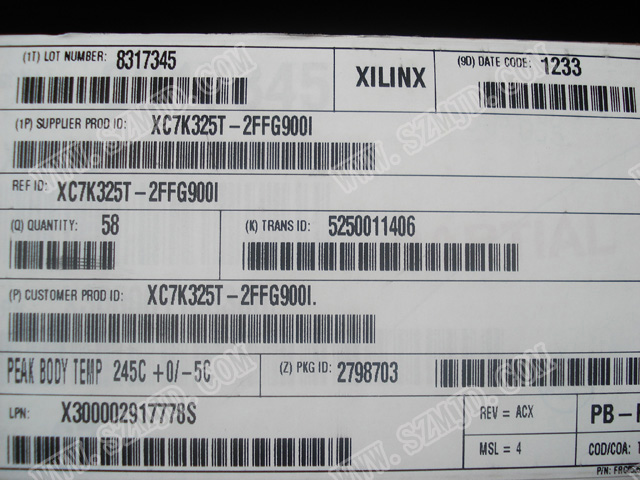 (1T) LOT NUMBER: 8317345
XILINX
(9D) DATE CODE: 1233
(1P) SUPPLIER PROD ID: XC7K325T-2FFG900I
REF ID: XC7K325T-2FFG900I
(Q) QUANTITY: 58
(K) TRANS ID: 5250011406
(P) CUSTOMER PROD ID: XC7K325T-2FFG900I.
PEAK BODY TEMP 245C +0/-5C
(Z) PKG ID: 2798703
LPN: X300002917778S
REV = ACX
PB-
MSL = 4
COD/COA:
P/N:
WWW.SZMJD.COM